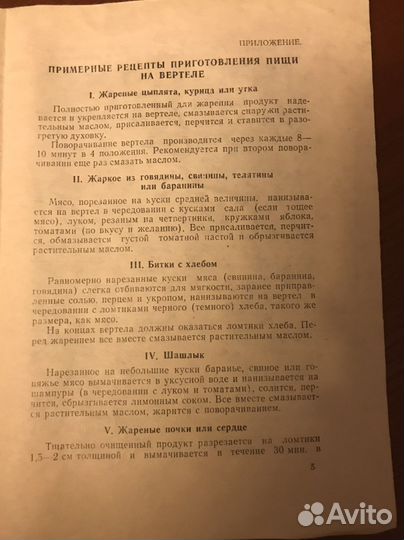 ПРИЛОЖЕНИЕ.
ПРИМЕРНЫЕ РЕЦЕПТЫ ПРИГОТОВЛЕНИЯ ПИЩИ
НА ВЕРТЕЛЕ
I. Жареные цыплята, курица или утка
Полностью приготовленный для жарения продукт наде-
вается и укрепляется на вертеле, смазывается снаружи расти-
тельным маслом, присаливается, перчится и ставится в разо-
гретую духовку.
Поворачивание вертела производится через каждые 8—
10 минут в 4 положения. Рекомендуется при втором повора-
чивании еще раз смазать маслом.
II. Жаркое из говядины, свинины, телятины
или баранины
Мясо, порезанное на куски средней величины, нанизывает-
ся на вертел в чередовании с кусками сала (если тощее
мясо), луком, резаным на четвертинки, кружками яблока,
томатами (по вкусу и желанию). Все присаливается, перчит-
ся, обмазывается густой томатной пастой и обрызгивается
растительным маслом.
III. Битки с хлебом
Равномерно нарезанные куски мяса (свинина, баранина,
говядина) слегка отбиваются для мягкости, заранее приправ-
ленные солью, перцем и укропом, нанизываются на вертел в
чередовании с ломтиками черного (темного) хлеба, такого же
размера, как мясо.
На концах вертела должны оказаться ломтики хлеба. Пе-
ред жарением все вместе смазывается растительным маслом.
IV. Шашлык
Нарезанное на небольшие куски баранье, свиное или го-
вяжье мясо вымачивается в уксусной воде и нанизывается на
шампуры (в чередовании с луком и томатами), солится, пер-
чится, сбрызгивается лимонным соком. Все вместе смазывает-
ся растительным маслом, жарится с поворачиванием.
V. Жареные почки или сердце
Тщательно очищенный продукт разрезается на ломтики
1,5—2 см толщиной и вымачивается в течение 30 мин. в
5
Avito